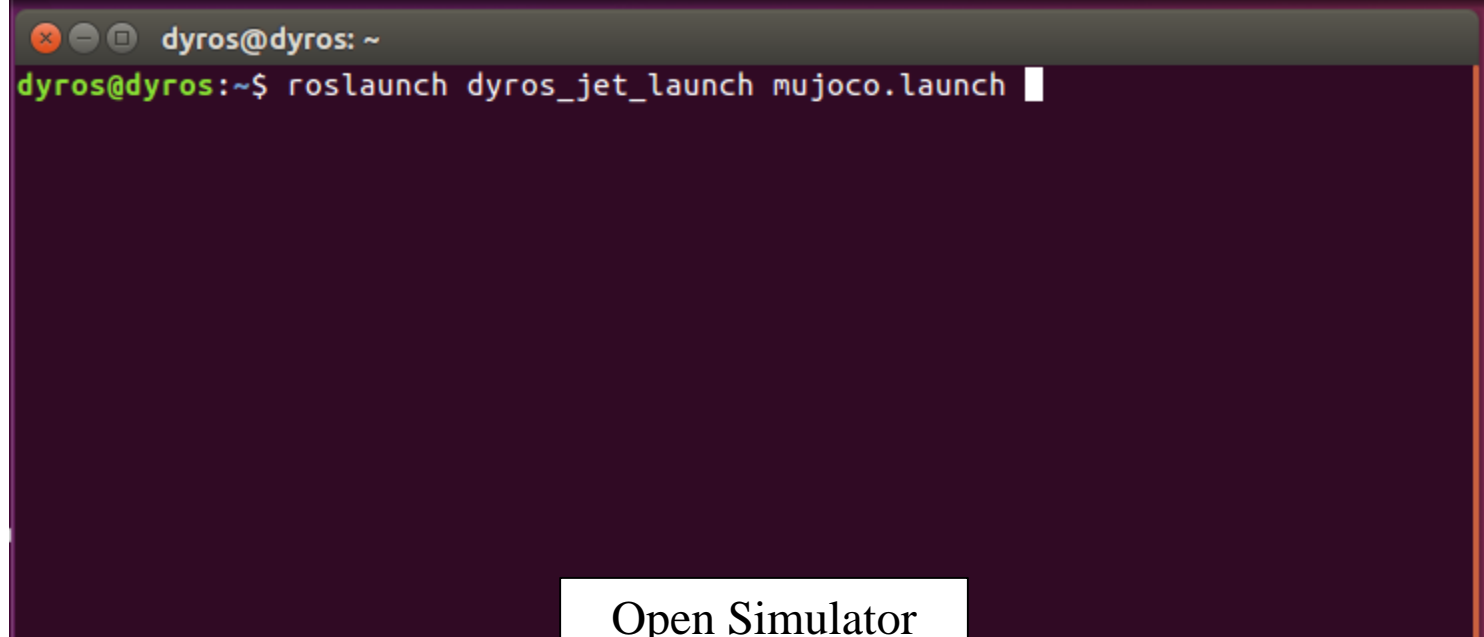 dyros@dyros: ~
dyros@dyros:~$ roslaunch dyros_jet_launch mujoco.launch
Open Simulator